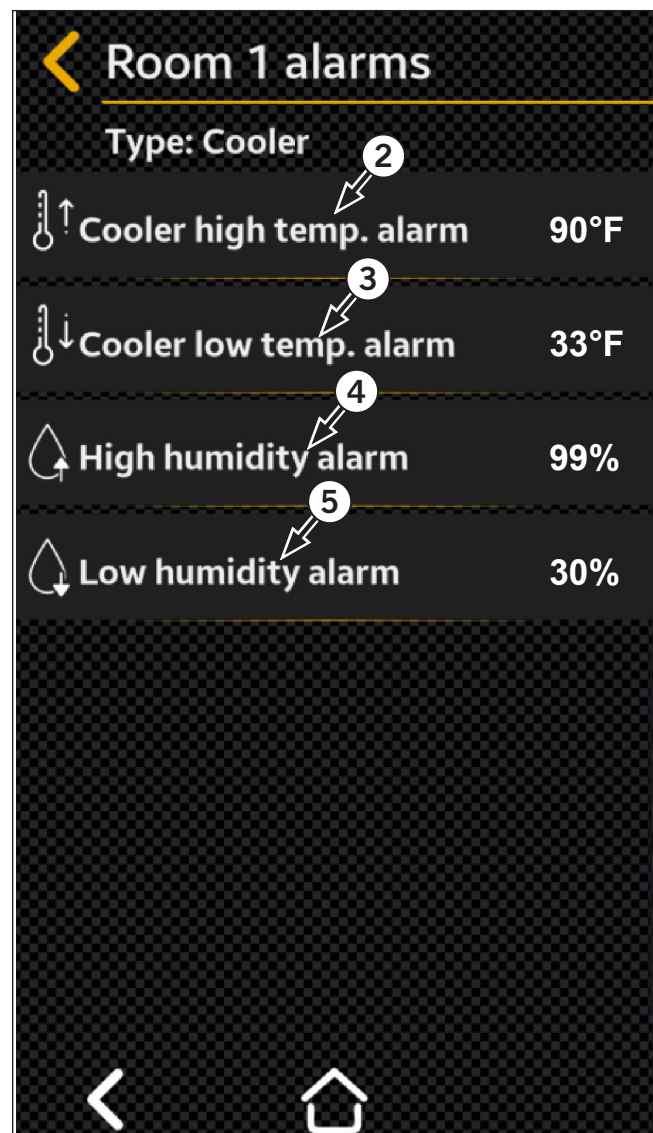 Room 1 alarms
Type: Cooler
2
Cooler high temp. alarm 90°F
3
Cooler low temp. alarm 33°F
4
High humidity alarm 99%
5
Low humidity alarm 30%